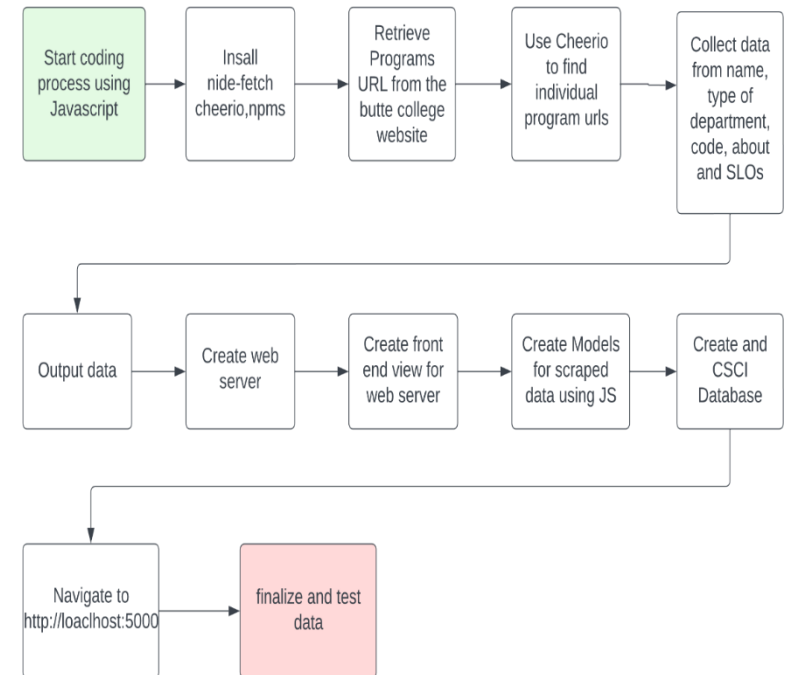 Start coding
process using
Javascript
Insall
nide-fetch
cheerio,npms
Retrieve
Programs
URL from the
butte college
website
Use Cheerio
to find
individual
program urls
Collect data
from name,
type of
department,
code, about
and SLOs
Output data
Create web
server
Create front
end view for
web server
Create Models
for scraped
data using JS
Create and
CSCI
Database
Navigate to
http://loaclhost:5000
finalize and test
data